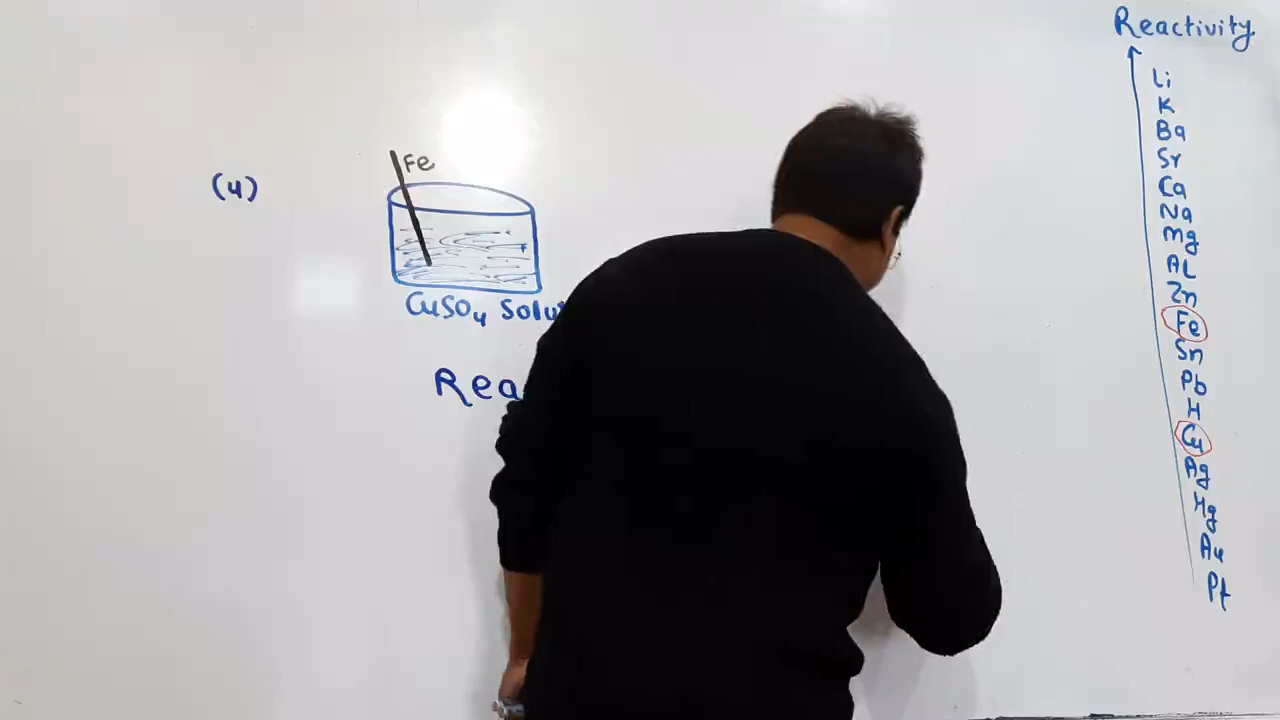 Reactivity
Li
K
Ba
Sr
Ca
Na
Mg
AL
Zn
Fe
Sn
Pb
H
Cu
Ag
Hg
Au
Pt
(4)
Fe
CuSO4 Solu
Rea